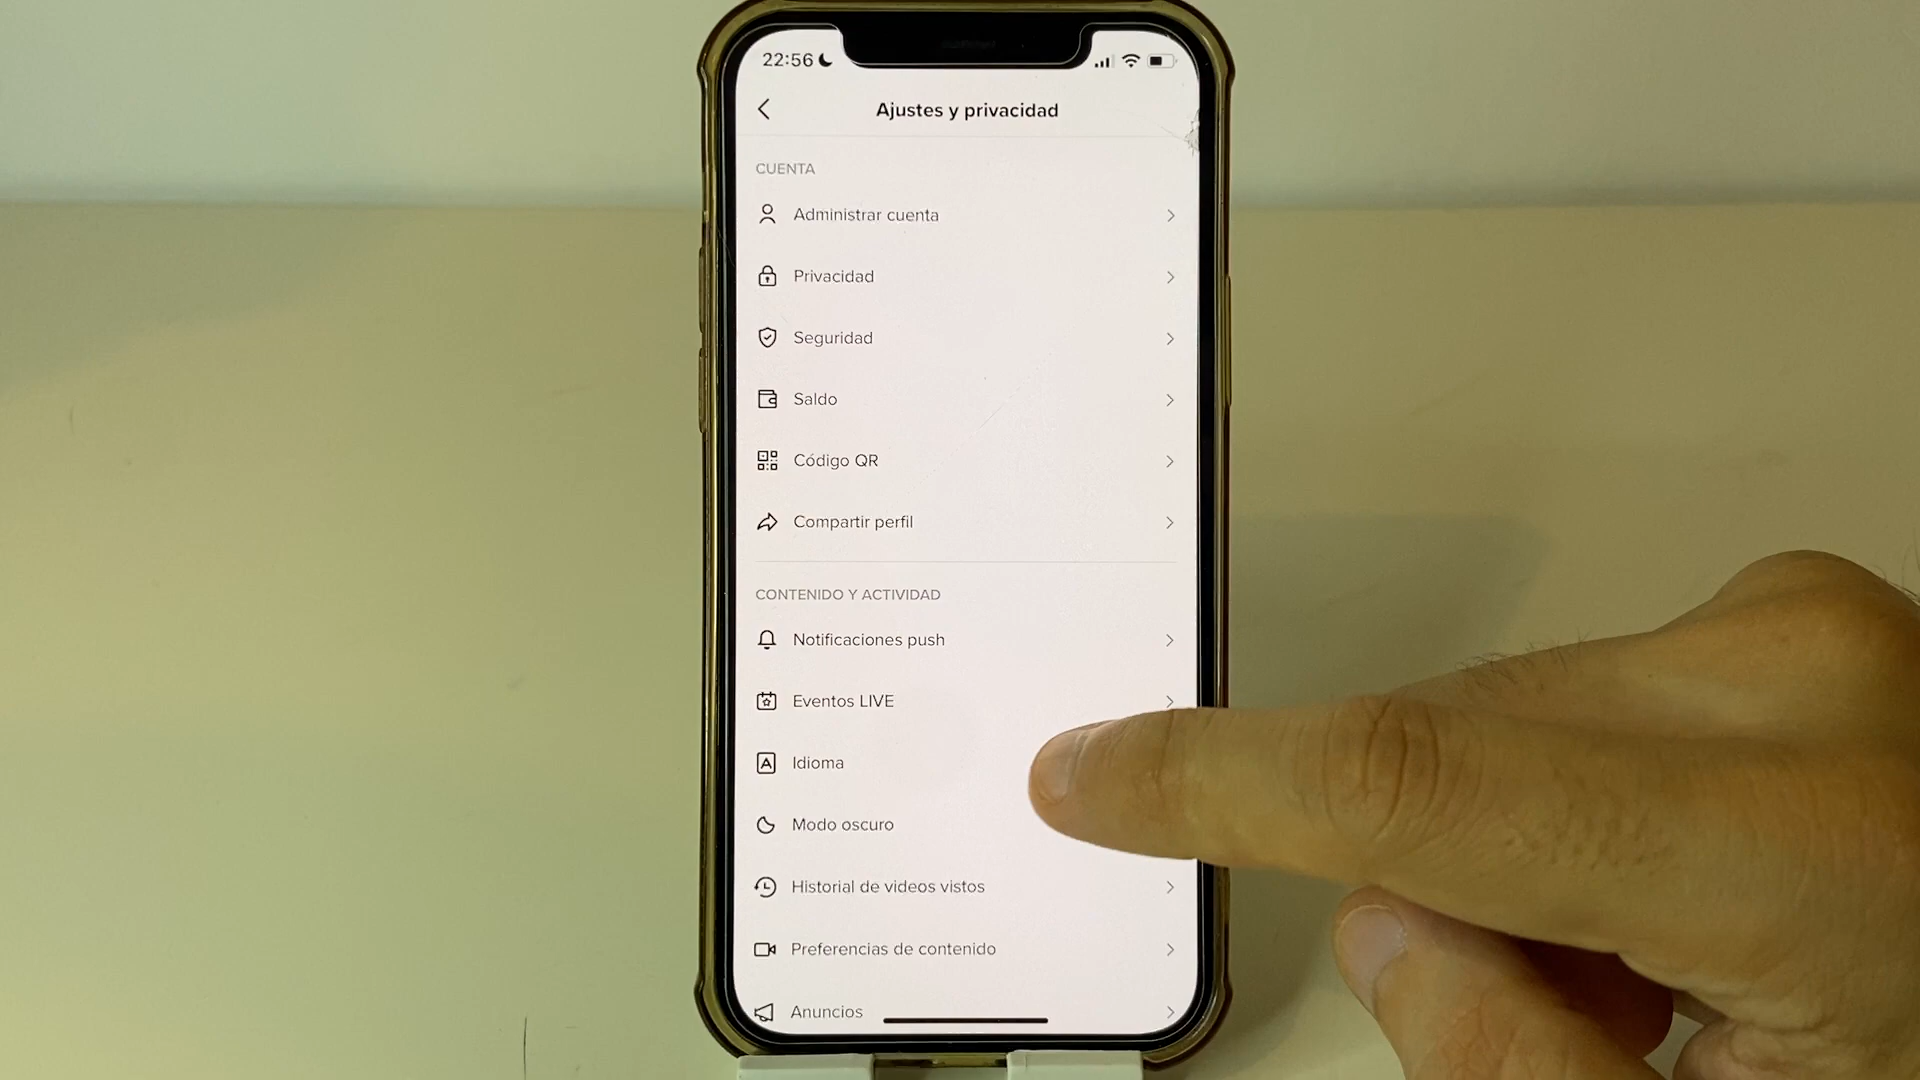 22:56
Ajustes y privacidad
CUENTA
Administrar cuenta
Privacidad
Seguridad
Saldo
Código QR
Compartir perfil
CONTENIDO Y ACTIVIDAD
Notificaciones push
Eventos LIVE
Idioma
Modo oscuro
Historial de videos vistos
Preferencias de contenido
Anuncios